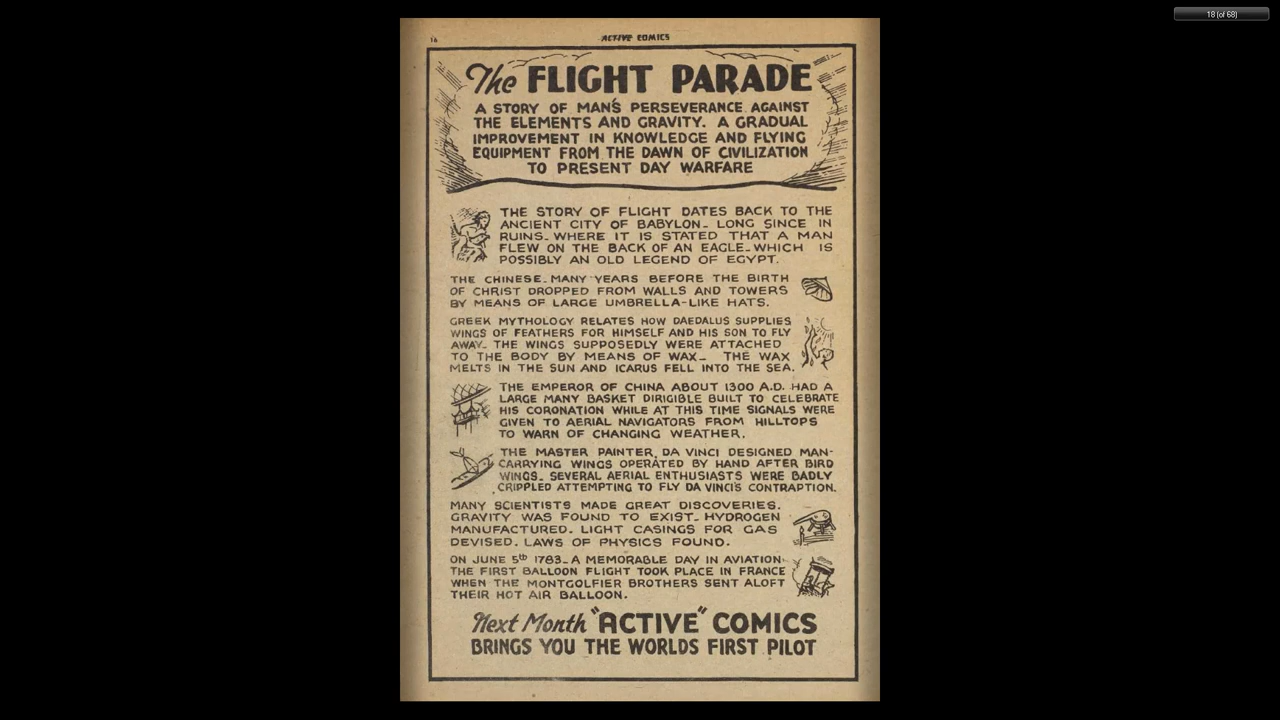 18 (of 68)
16
ACTIVE COMICS
The FLIGHT PARADE
A STORY OF MAN'S PERSEVERANCE AGAINST
THE ELEMENTS AND GRAVITY. A GRADUAL
IMPROVEMENT IN KNOWLEDGE AND FLYING
EQUIPMENT FROM THE DAWN OF CIVILIZATION
TO PRESENT DAY WARFARE
THE STORY OF FLIGHT DATES BACK TO THE
ANCIENT CITY OF BABYLON_ LONG SINCE IN
RUINS_ WHERE IT IS STATED THAT A MAN
FLEW ON THE BACK OF AN EAGLE_ WHICH IS
POSSIBLY AN OLD LEGEND OF EGYPT.
THE CHINESE_ MANY YEARS BEFORE THE BIRTH
OF CHRIST DROPPED FROM WALLS AND TOWERS
BY MEANS OF LARGE UMBRELLA-LIKE HATS.
GREEK MYTHOLOGY RELATES HOW DAEDALUS SUPPLIES
WINGS OF FEATHERS FOR HIMSELF AND HIS SON TO FLY
AWAY_ THE WINGS SUPPOSEDLY WERE ATTACHED
TO THE BODY BY MEANS OF WAX_ THE WAX
MELTS IN THE SUN AND ICARUS FELL INTO THE SEA.
THE EMPEROR OF CHINA ABOUT 1300 A.D. HAD A
LARGE MANY BASKET DIRIGIBLE BUILT TO CELEBRATE
HIS CORONATION WHILE AT THIS TIME SIGNALS WERE
GIVEN TO AERIAL NAVIGATORS FROM HILLTOPS
TO WARN OF CHANGING WEATHER.
THE MASTER PAINTER, DA VINCI DESIGNED MAN-
CARRYING WINGS OPERATED BY HAND AFTER BIRD
WINGS_ SEVERAL AERIAL ENTHUSIASTS WERE BADLY
CRIPPLED ATTEMPTING TO FLY DA VINCI'S CONTRAPTION.
MANY SCIENTISTS MADE GREAT DISCOVERIES.
GRAVITY WAS FOUND TO EXIST_ HYDROGEN
MANUFACTURED. LIGHT CASINGS FOR GAS
DEVISED. LAWS OF PHYSICS FOUND.
ON JUNE 5th 1783_ A MEMORABLE DAY IN AVIATION
THE FIRST BALLOON FLIGHT TOOK PLACE IN FRANCE
WHEN THE MONTGOLFIER BROTHERS SENT ALOFT
THEIR HOT AIR BALLOON.
Next Month "ACTIVE" COMICS
BRINGS YOU THE WORLDS FIRST PILOT